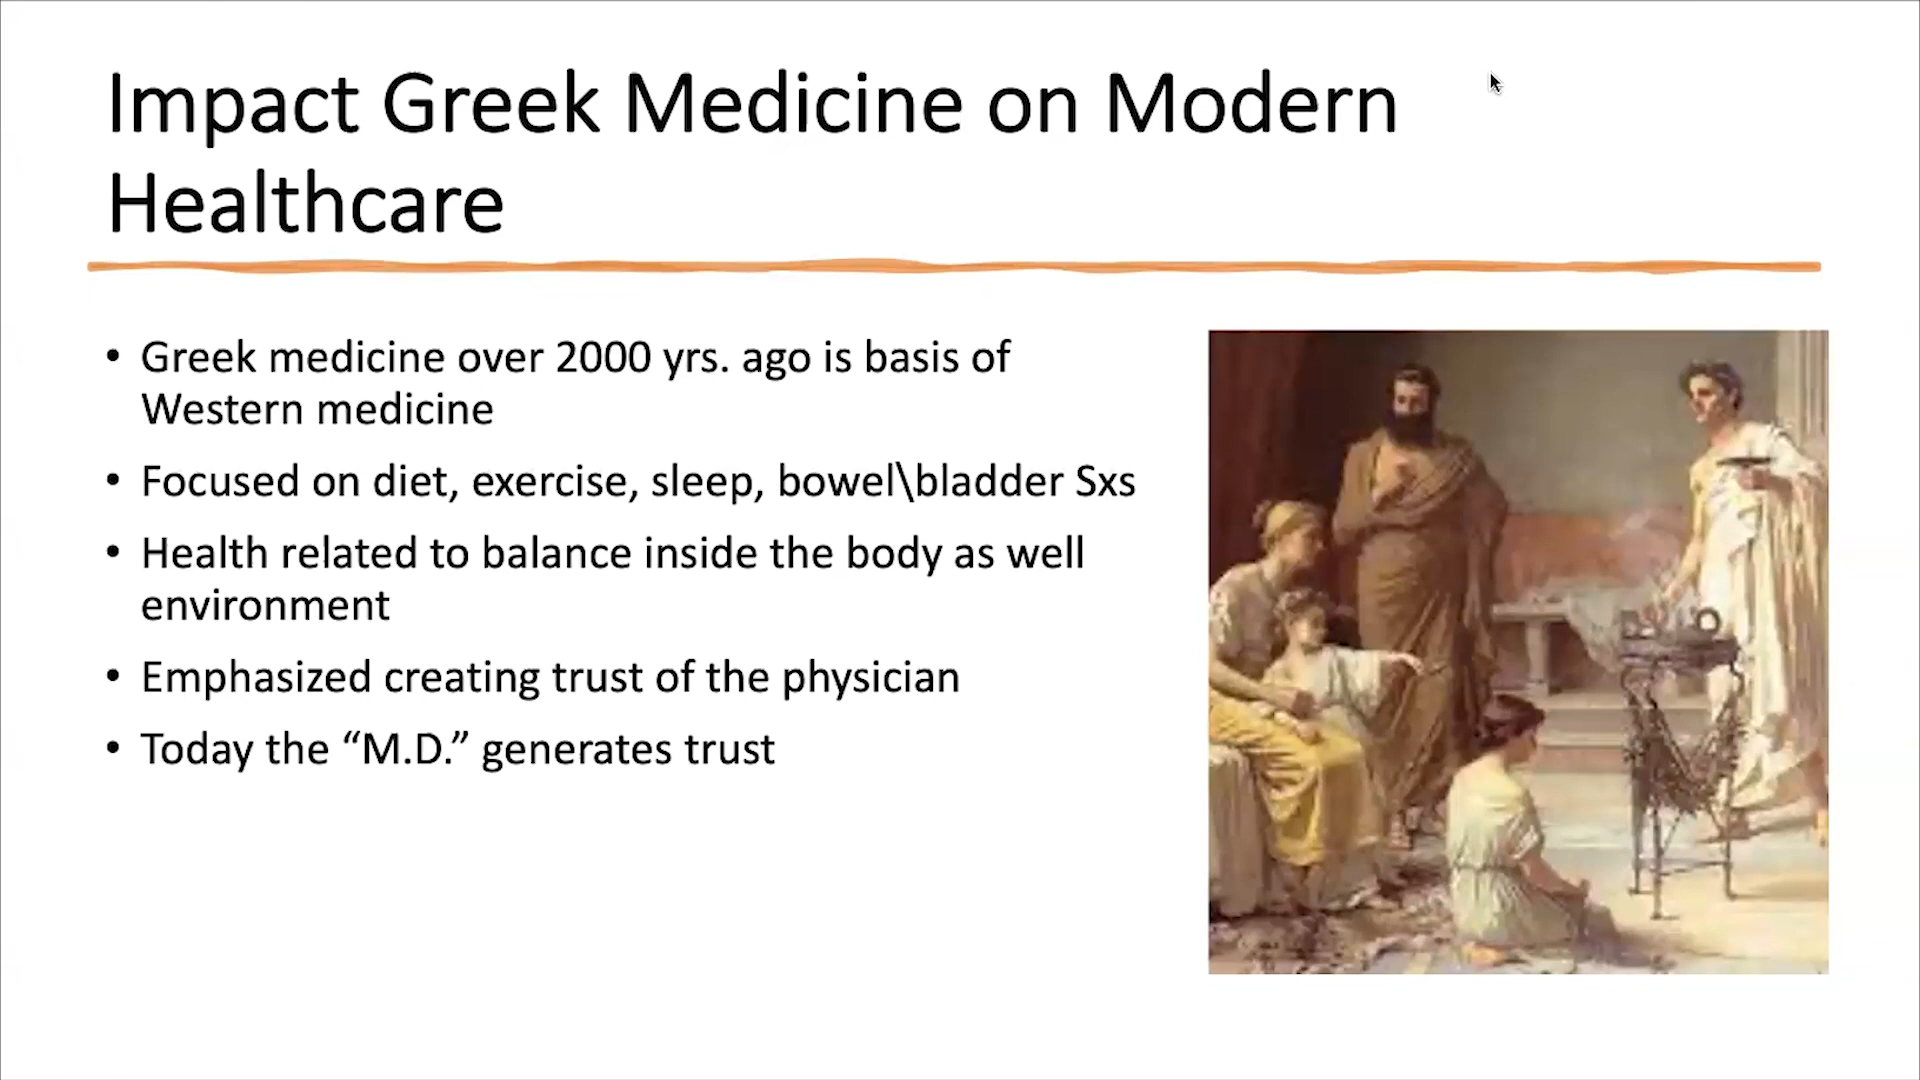 Impact Greek Medicine on Modern
Healthcare
• Greek medicine over 2000 yrs. ago is basis of
Western medicine
• Focused on diet, exercise, sleep, bowel\bladder Sxs
• Health related to balance inside the body as well
environment
• Emphasized creating trust of the physician
• Today the “M.D.” generates trust